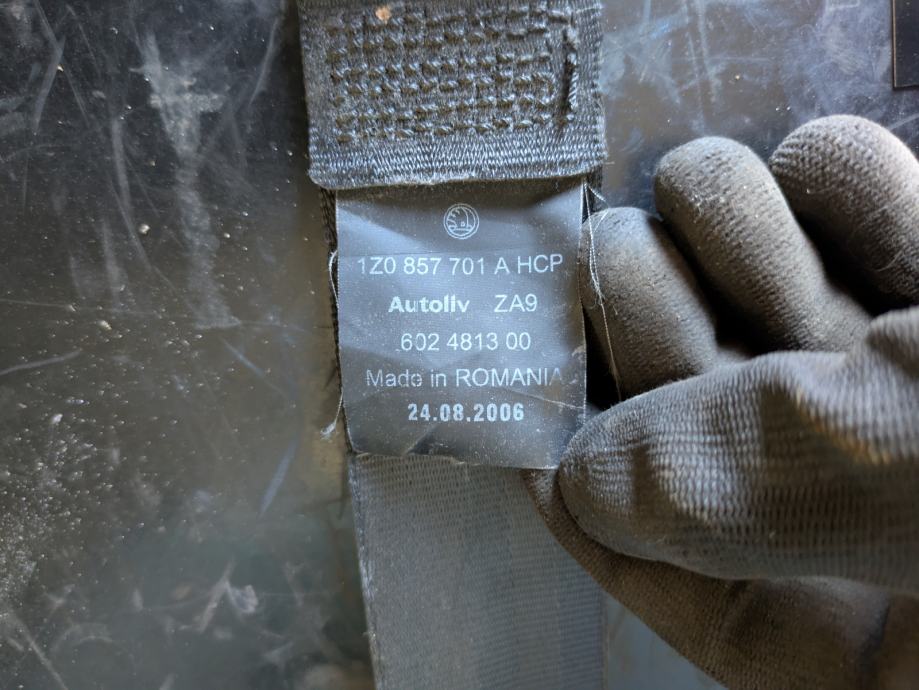 1Z0 857 701 A HCP
Autoliv ZA9
602 4813 00
Made in ROMANIA
24.08.2006